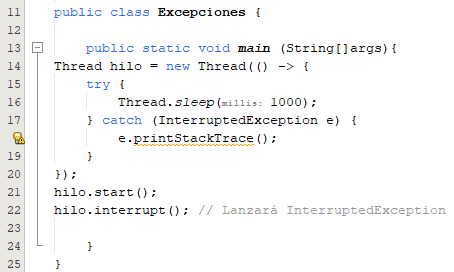 11 public class Excepciones {
12
13 public static void main (String[]args){
14 Thread hilo = new Thread(() -> {
15 try {
16 Thread.sleep(millis: 1000);
17 } catch (InterruptedException e) {
e.printStackTrace();
19 }
20 });
21 hilo.start();
22 hilo.interrupt(); // Lanzará InterruptedException
23
24 }
25 }